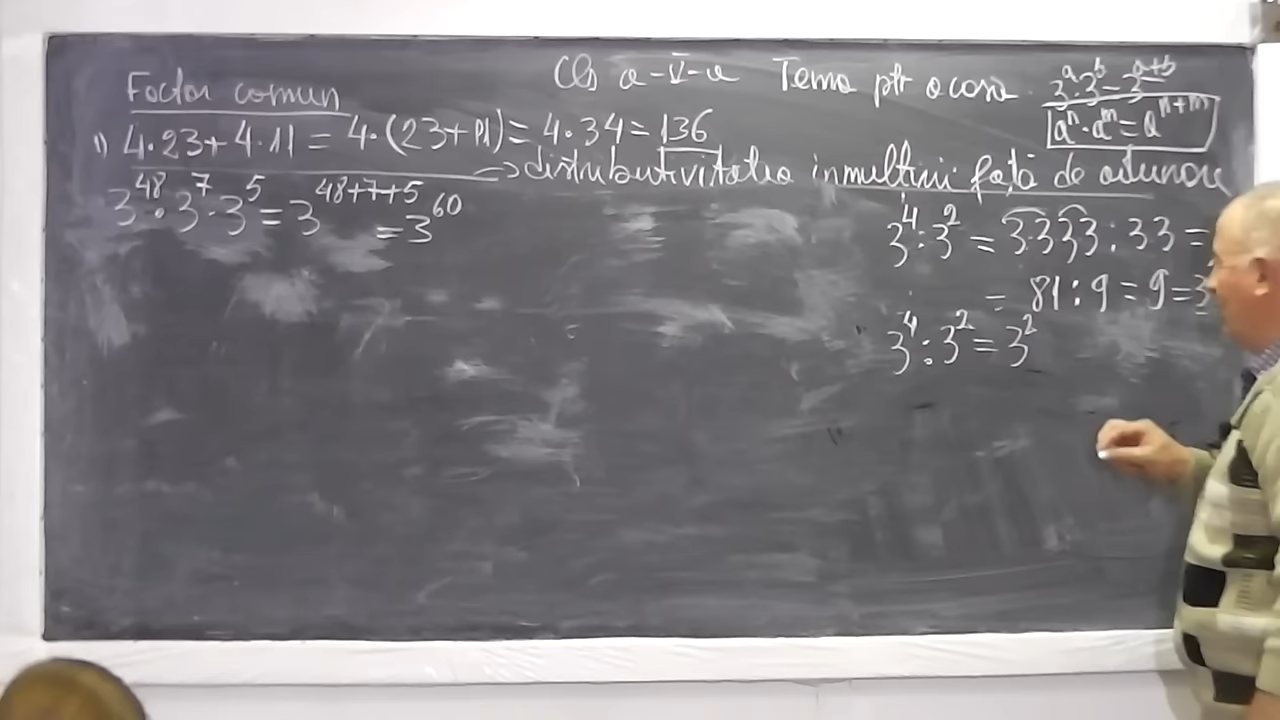 Cls a-V-a Tema ptr acasă
3^a·3^b=3^{a+b}
Factor comun
a^n·a^m=a^{n+m}
1) 4·23+4·11=4·(23+11)=4·34=136
→distributivitatea inmultirii față de adunare
3^{48}·3^7·3^5=3^{48+7+5}
=3^{60}
3^4:3^2=3·3·3·3:3·3=
=81:9=9=3
3^4:3^2=3^2